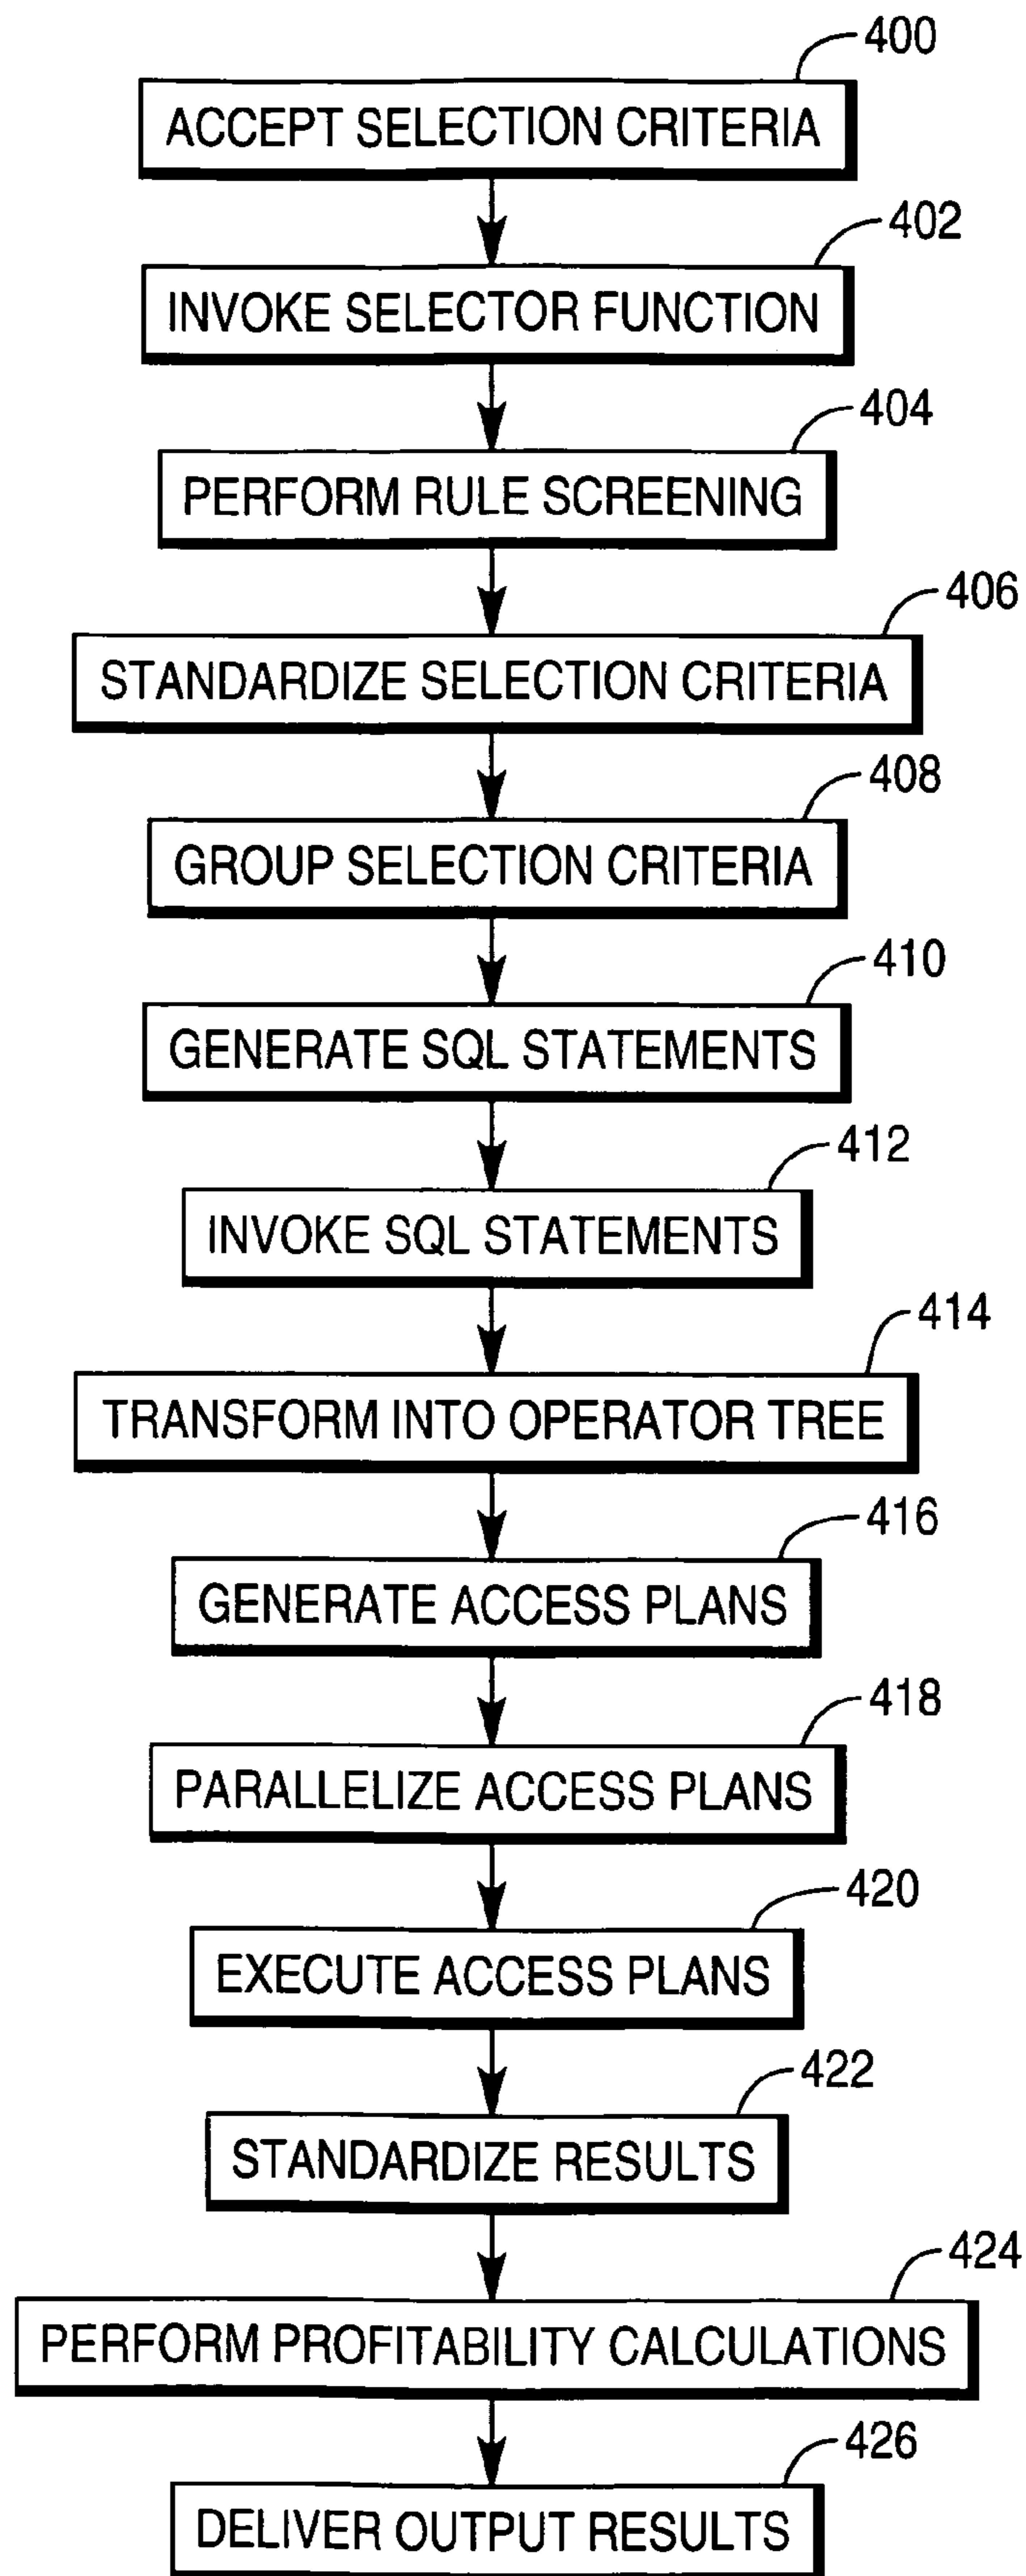 400
ACCEPT SELECTION CRITERIA
402
INVOKE SELECTOR FUNCTION
404
PERFORM RULE SCREENING
406
STANDARDIZE SELECTION CRITERIA
408
GROUP SELECTION CRITERIA
410
GENERATE SQL STATEMENTS
412
INVOKE SQL STATEMENTS
414
TRANSFORM INTO OPERATOR TREE
416
GENERATE ACCESS PLANS
418
PARALLELIZE ACCESS PLANS
420
EXECUTE ACCESS PLANS
422
STANDARDIZE RESULTS
424
PERFORM PROFITABILITY CALCULATIONS
426
DELIVER OUTPUT RESULTS